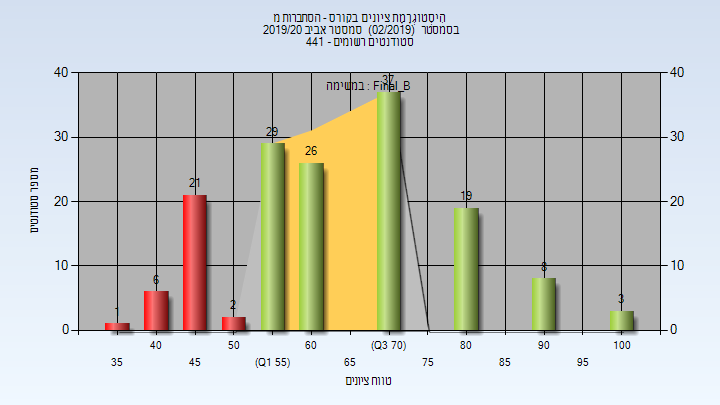 היסטוגרמת ציונים בקורס - הסתברות מ
בסמסטר (02/2019) סמסטר אביב 2019/20
סטודנטים רשומים - 441
במשימה : Final_B
מספר סטודנטים
40 30 20 10 0
40 30 20 10 0
1 6 21 2 29 26 37 19 8 3
40 50 60 (Q3 70) 80 90 100
35 45 (Q1 55) 65 75 85 95
טווח ציונים